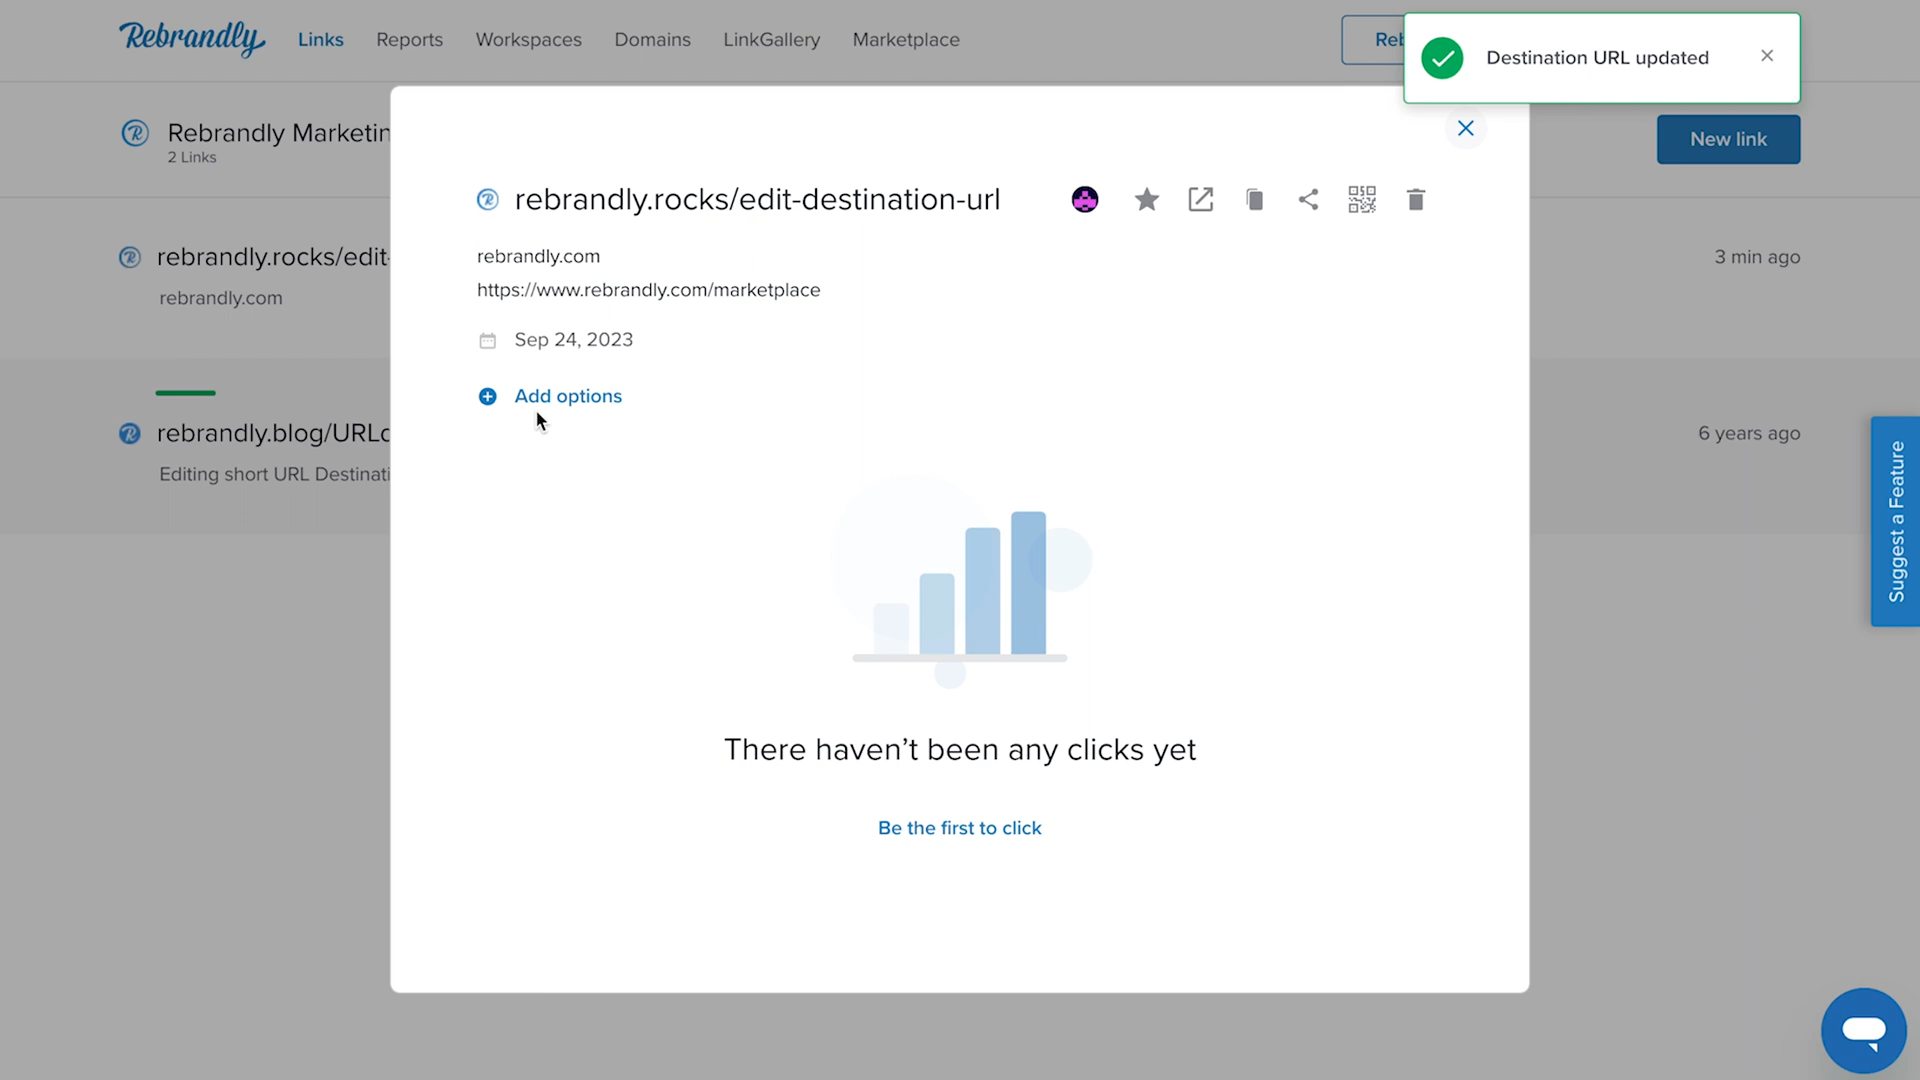 Rebrandly
Links
Reports
Workspaces
Domains
LinkGallery
Marketplace
Reb
Destination URL updated
Rebrandly Marketin
2 Links
New link
rebrandly.rocks/edit-destination-url
rebrandly.com
https://www.rebrandly.com/marketplace
Sep 24, 2023
Add options
rebrandly.rocks/edit-
rebrandly.com
3 min ago
rebrandly.blog/URLd
Editing short URL Destinati
6 years ago
Suggest a Feature
There haven't been any clicks yet
Be the first to click